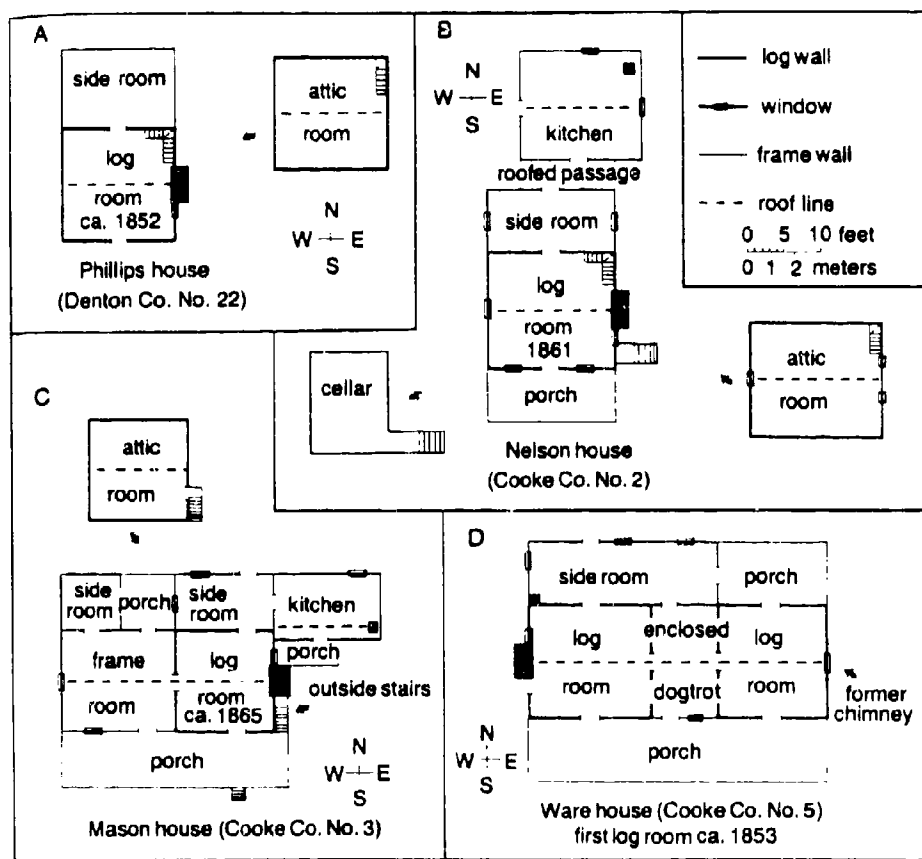 A
side room
log
room
ca. 1852
attic
room
N
W E
S
Phillips house
(Denton Co. No. 22)
B
N
W E
S
kitchen
roofed passage
side room
log
room
1861
porch
cellar
attic
room
Nelson house
(Cooke Co. No. 2)
log wall
window
frame wall
roof line
0 5 10 feet
0 1 2 meters
C
attic
room
side
room
porch
side
room
kitchen
porch
frame
room
log
room
ca. 1865
outside stairs
porch
N
W E
S
Mason house (Cooke Co. No. 3)
D
side room
porch
log
room
enclosed
dogtrot
log
room
former
chimney
porch
N
W E
S
Ware house (Cooke Co. No. 5)
first log room ca. 1853